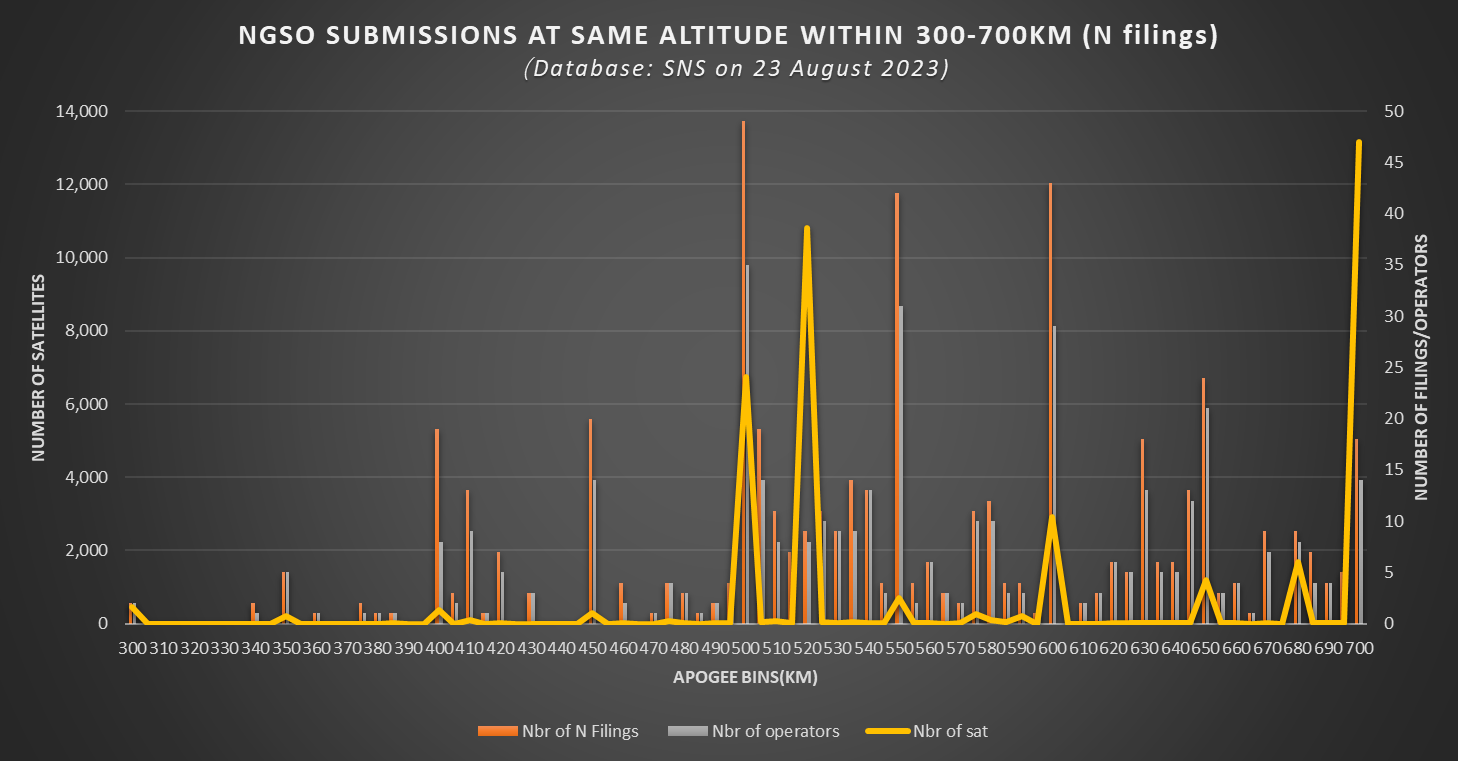 NGSO SUBMISSIONS AT SAME ALTITUDE WITHIN 300-700KM (N filings)
(Database: SNS on 23 August 2023)
14,000
12,000
10,000
8,000
6,000
4,000
2,000
0
NUMBER OF SATELLITES
50
45
40
35
30
25
20
15
10
5
0
NUMBER OF FILINGS/OPERATORS
300 310 320 330 340 350 360 370 380 390 400 410 420 430 440 450 460 470 480 490 500 510 520 530 540 550 560 570 580 590 600 610 620 630 640 650 660 670 680 690 700
APOGEE BINS(KM)
Nbr of N Filings Nbr of operators Nbr of sat